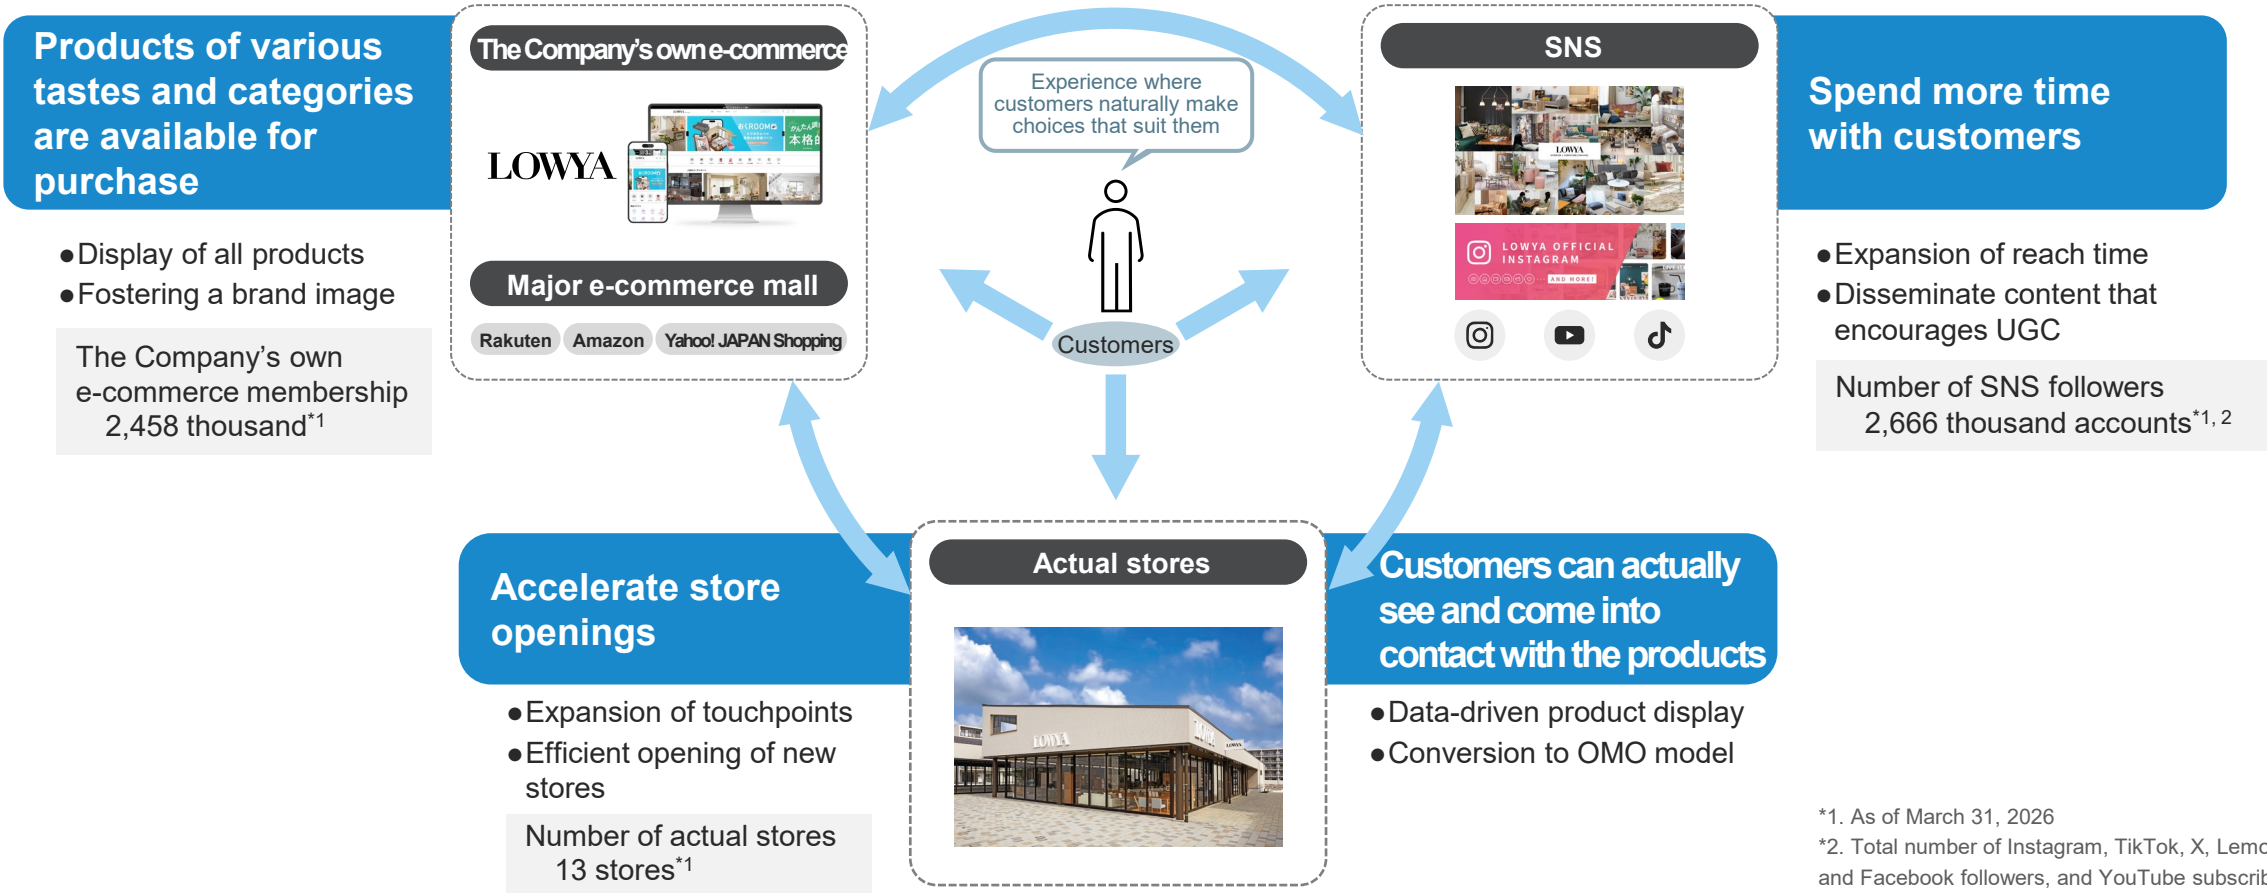 Products of various
tastes and categories
are available for
purchase
●Display of all products
●Fostering a brand image
The Company’s own
e-commerce membership
2,458 thousand*1
The Company’s own e-commerce
LOWYA
Major e-commerce mall
Rakuten Amazon Yahoo! JAPAN Shopping
Experience where
customers naturally make
choices that suit them
Customers
SNS
LOWYA
LOWYA OFFICIAL
INSTAGRAM
AND MORE!
Spend more time
with customers
●Expansion of reach time
●Disseminate content that
encourages UGC
Number of SNS followers
2,666 thousand accounts*1, 2
Accelerate store
openings
●Expansion of touchpoints
●Efficient opening of new
stores
Number of actual stores
13 stores*1
Actual stores
LOWYA
LOWYA
LOWYA
Customers can actually
see and come into
contact with the products
●Data-driven product display
●Conversion to OMO model
*1. As of March 31, 2026
*2. Total number of Instagram, TikTok, X,
and Facebook followers, and YouTube